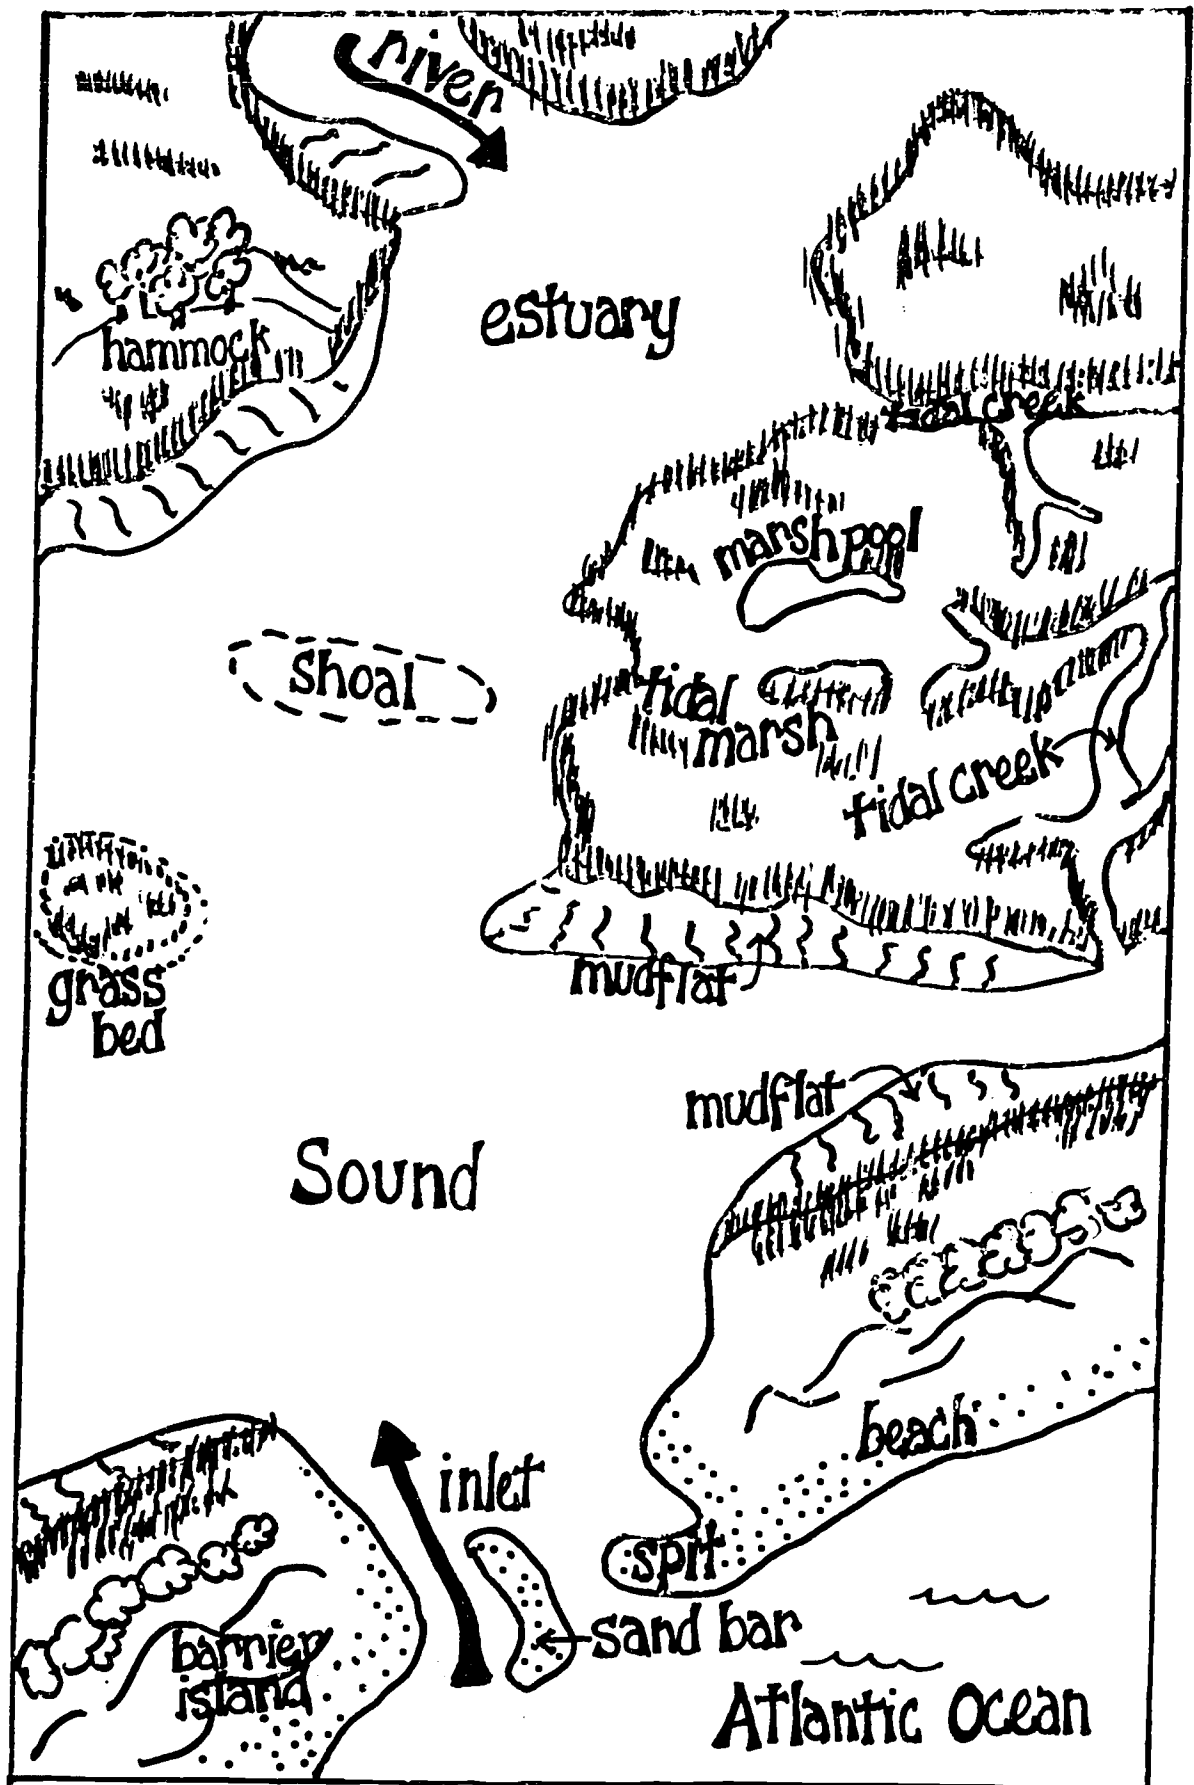 river
estuary
hammock
tidal creek
marsh pool
shoal
tidal
marsh
tidal creek
grass
bed
mudflat
mudflat
Sound
beach
inlet
spit
sand bar
barrier
island
Atlantic Ocean